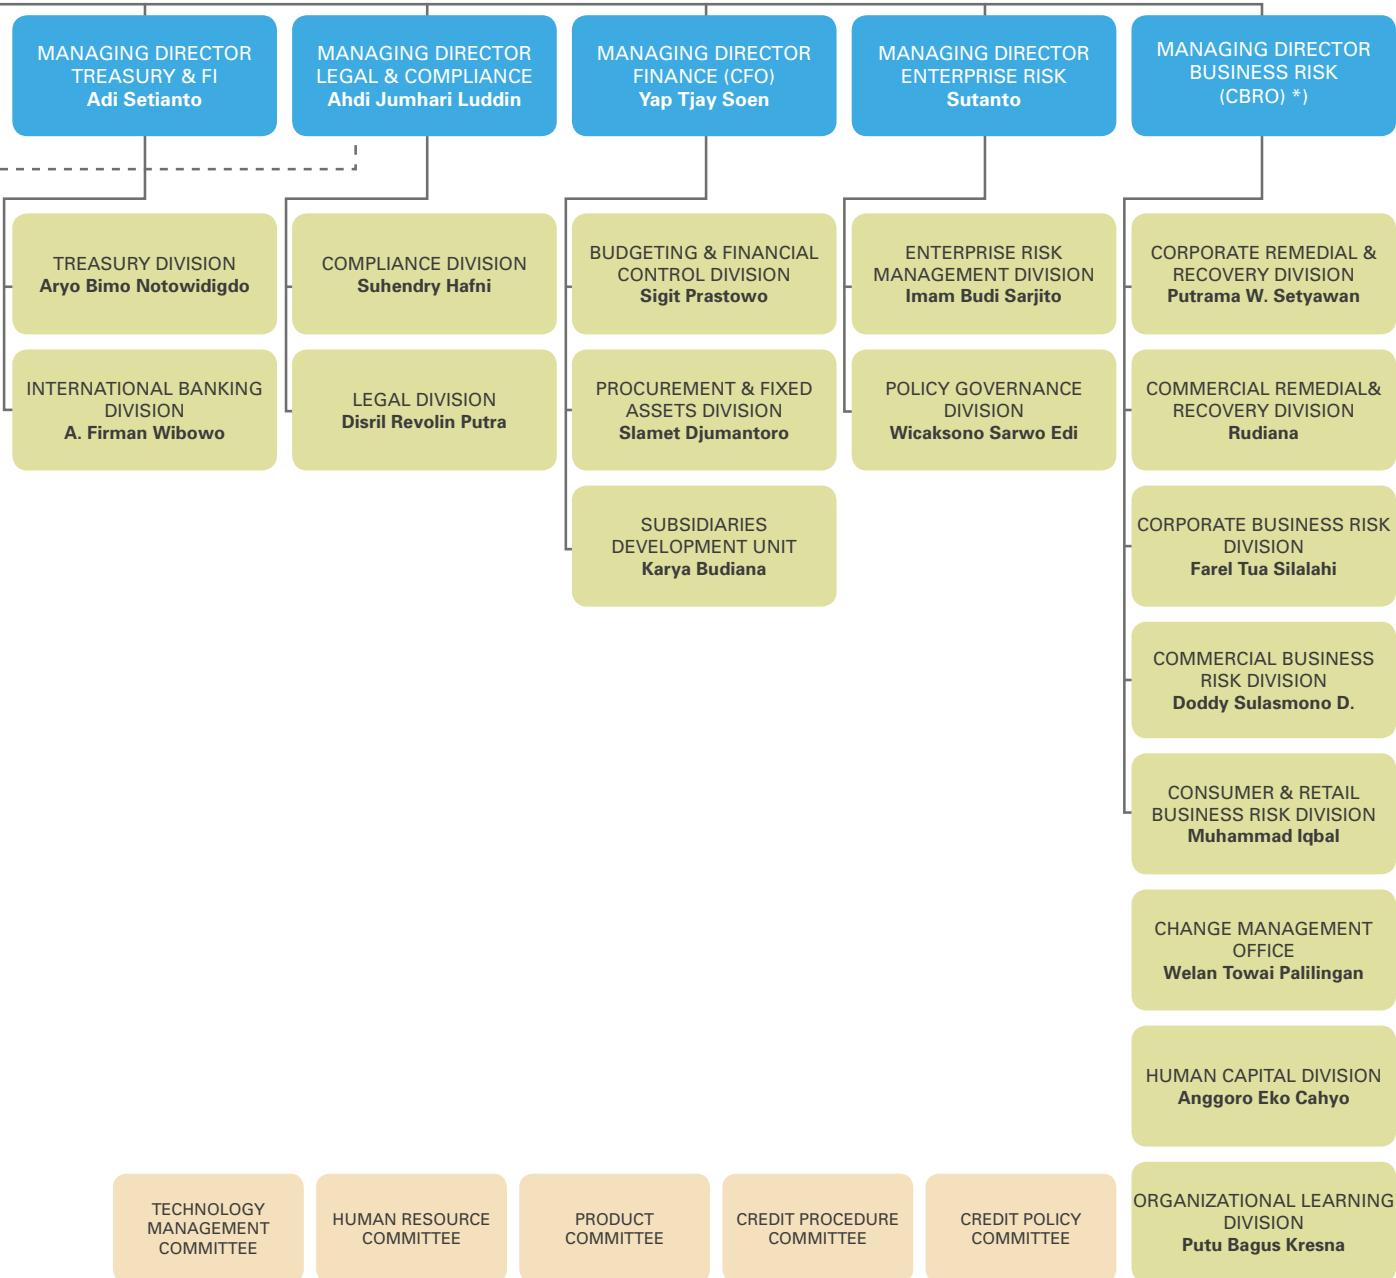 MANAGING DIRECTOR
TREASURY & FI
Adi Setianto
MANAGING DIRECTOR
LEGAL & COMPLIANCE
Ahdi Jumhari Luddin
MANAGING DIRECTOR
FINANCE (CFO)
Yap Tjay Soen
MANAGING DIRECTOR
ENTERPRISE RISK
Sutanto
MANAGING DIRECTOR
BUSINESS RISK
(CBRO) *)
TREASURY DIVISION
Aryo Bimo Notowidigdo
COMPLIANCE DIVISION
Suhendry Hafni
BUDGETING & FINANCIAL
CONTROL DIVISION
Sigit Prastowo
ENTERPRISE RISK
MANAGEMENT DIVISION
Imam Budi Sarjito
CORPORATE REMEDIAL &
RECOVERY DIVISION
Putrama W. Setyawan
INTERNATIONAL BANKING
DIVISION
A. Firman Wibowo
LEGAL DIVISION
Disril Revolin Putra
PROCUREMENT & FIXED
ASSETS DIVISION
Slamet Djumantoro
POLICY GOVERNANCE
DIVISION
Wicaksono Sarwo Edi
COMMERCIAL REMEDIAL&
RECOVERY DIVISION
Rudiana
SUBSIDIARIES
DEVELOPMENT UNIT
Karya Budiana
CORPORATE BUSINESS RISK
DIVISION
Farel Tua Silalahi
COMMERCIAL BUSINESS
RISK DIVISION
Doddy Sulasmono D.
CONSUMER & RETAIL
BUSINESS RISK DIVISION
Muhammad Iqbal
CHANGE MANAGEMENT
OFFICE
Welan Towai Palilingan
HUMAN CAPITAL DIVISION
Anggoro Eko Cahyo
TECHNOLOGY
MANAGEMENT
COMMITTEE
HUMAN RESOURCE
COMMITTEE
PRODUCT
COMMITTEE
CREDIT PROCEDURE
COMMITTEE
CREDIT POLICY
COMMITTEE
ORGANIZATIONAL LEARNING
DIVISION
Putu Bagus Kresna